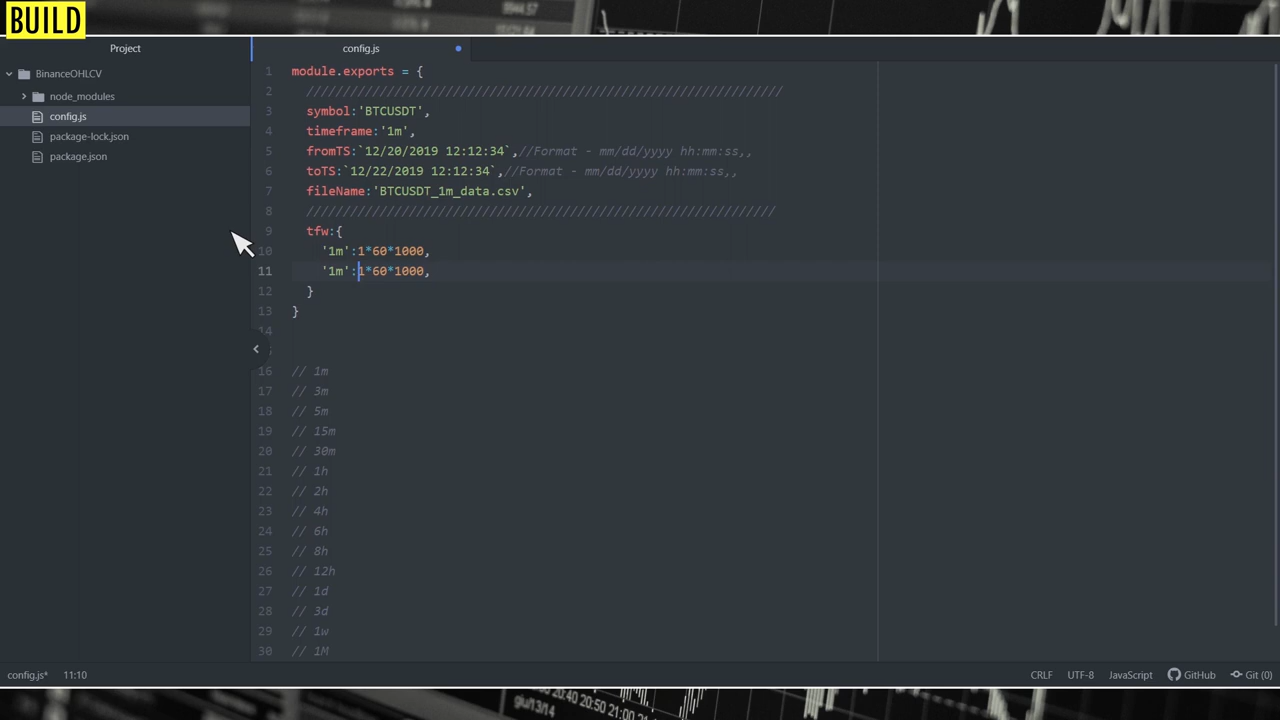 BUILD
Project
config.js
BinanceOHLCV
node_modules
config.js
package-lock.json
package.json
1 module.exports = {
2 /////////////////////////////////////////////////////////////////
3 symbol:'BTCUSDT',
4 timeframe:'1m',
5 fromTS:`12/20/2019 12:12:34`,//Format - mm/dd/yyyy hh:mm:ss,,
6 toTS:`12/22/2019 12:12:34`,//Format - mm/dd/yyyy hh:mm:ss,,
7 fileName:'BTCUSDT_1m_data.csv',
8 ////////////////////////////////////////////////////////////////
9 tfw:{
10 '1m':1*60*1000,
11 '1m':1*60*1000,
12 }
13 }
14
16 // 1m
17 // 3m
18 // 5m
19 // 15m
20 // 30m
21 // 1h
22 // 2h
23 // 4h
24 // 6h
25 // 8h
26 // 12h
27 // 1d
28 // 3d
29 // 1w
30 // 1M
config.js* 11:10
CRLF UTF-8 JavaScript GitHub Git (0)
giu/13/14